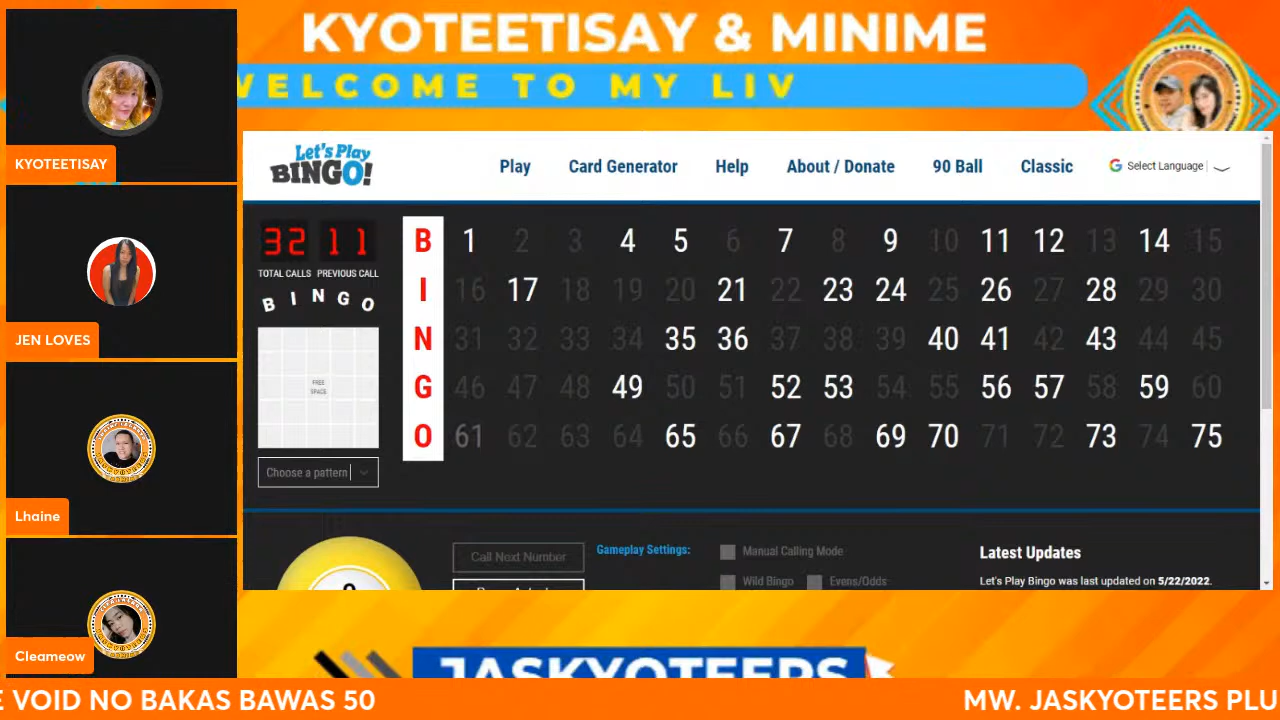 KYOTEETISAY & MINIME
WELCOME TO MY LIV
KYOTEETISAY
JEN LOVES
Lhaine
Cleameow
Let's Play
BINGO!
Play
Card Generator
Help
About / Donate
90 Ball
Classic
G Select Language
32 11
TOTAL CALLS PREVIOUS CALL
B I N G O
FREE
SPACE
Choose a pattern
B 1 2 3 4 5 6 7 8 9 10 11 12 13 14 15
I 16 17 18 19 20 21 22 23 24 25 26 27 28 29 30
N 31 32 33 34 35 36 37 38 39 40 41 42 43 44 45
G 46 47 48 49 50 51 52 53 54 55 56 57 58 59 60
O 61 62 63 64 65 66 67 68 69 70 71 72 73 74 75
Call Next Number
Gameplay Settings:
Manual Calling Mode
Wild Bingo
Evens/Odds
Latest Updates
Let's Play Bingo was last updated on 5/22/2022.
JASKYOTEERS
E VOID NO BAKAS BAWAS 50
MW. JASKYOTEERS PLU